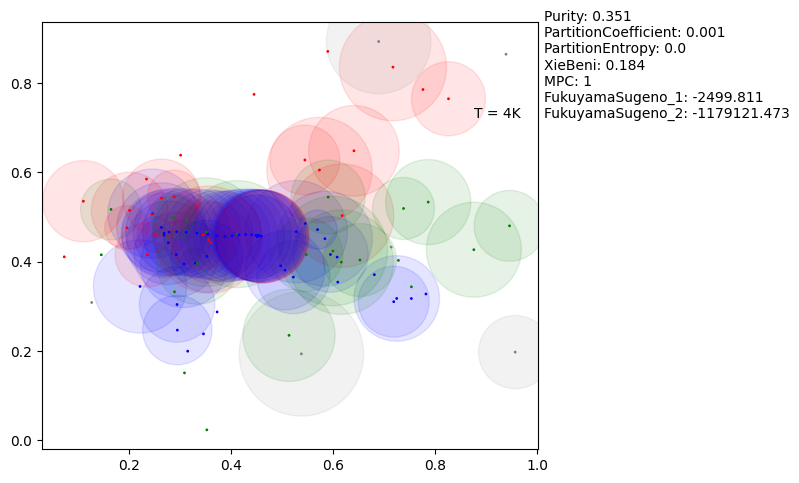 Purity: 0.351
PartitionCoefficient: 0.001
PartitionEntropy: 0.0
XieBeni: 0.184
MPC: 1
FukuyamaSugeno_1: -2499.811
FukuyamaSugeno_2: -1179121.473
T = 4K
0.8
0.6
0.4
0.2
0.0
0.2 0.4 0.6 0.8 1.0